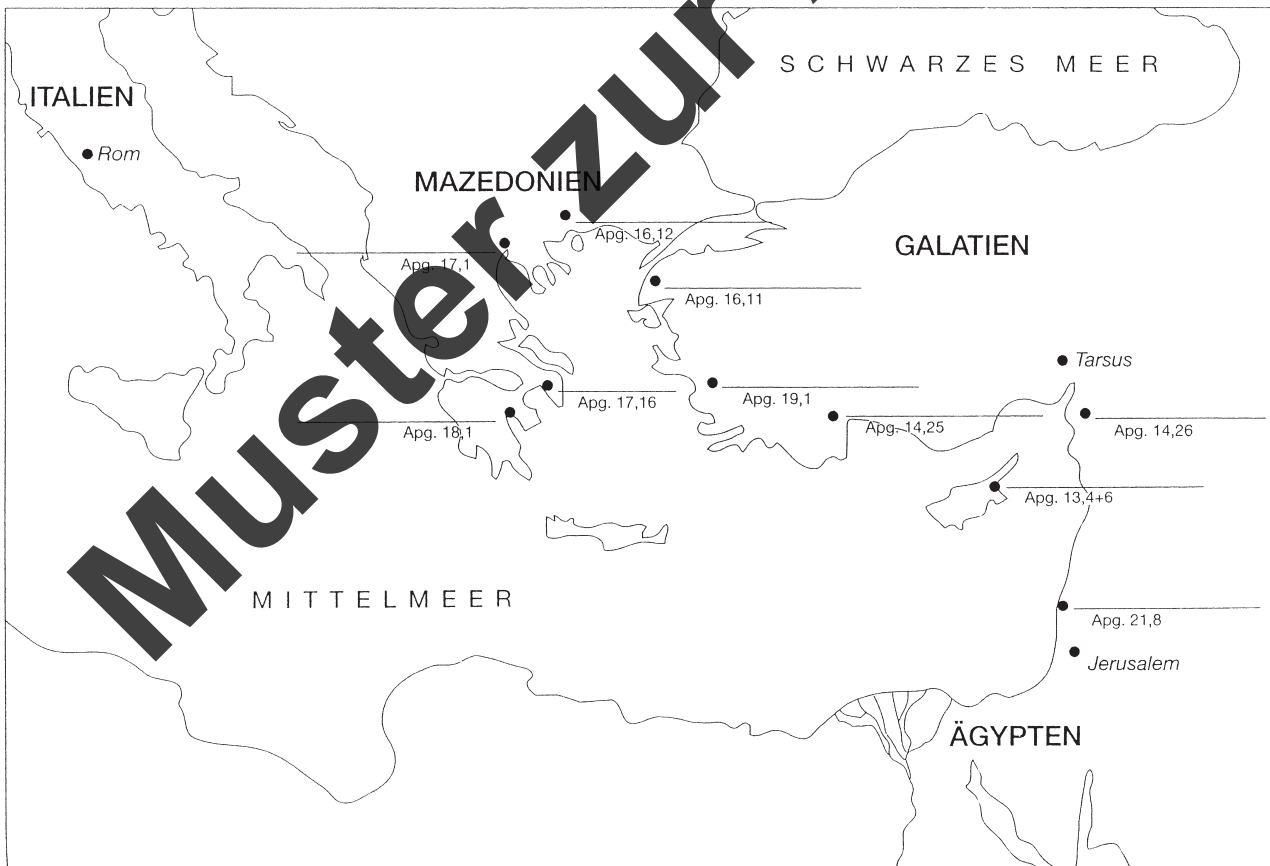 SCHWARZES MEER
ITALIEN
Rom
MAZEDONIEN
Apg. 16,12
GALATIEN
Apg. 17,1
Apg. 16,11
Tarsus
Apg. 19,1
Apg. 17,16
Apg. 14,25
Apg. 18,1
Apg. 14,26
Apg. 13,4+6
MITTELMEER
Apg. 21,8
Jerusalem
ÄGYPTEN
Muster zur